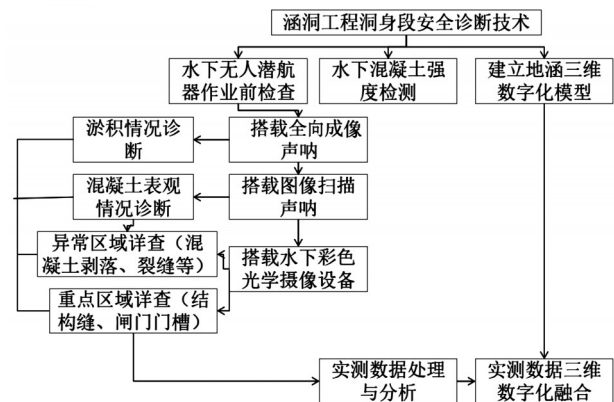 涵洞工程洞身段安全诊断技术
水下无人潜航
器作业前检查
水下混凝土强
度检测
建立地涵三维
数字化模型
淤积情况诊
断
搭载全向成像
声呐
混凝土表观
情况诊断
搭载图像扫描
声呐
异常区域详查（混
凝土剥落、裂缝等）
搭载水下彩色
光学摄像设备
重点区域详查（结
构缝、闸门门槽）
实测数据处理
与分析
实测数据三维
数字化融合